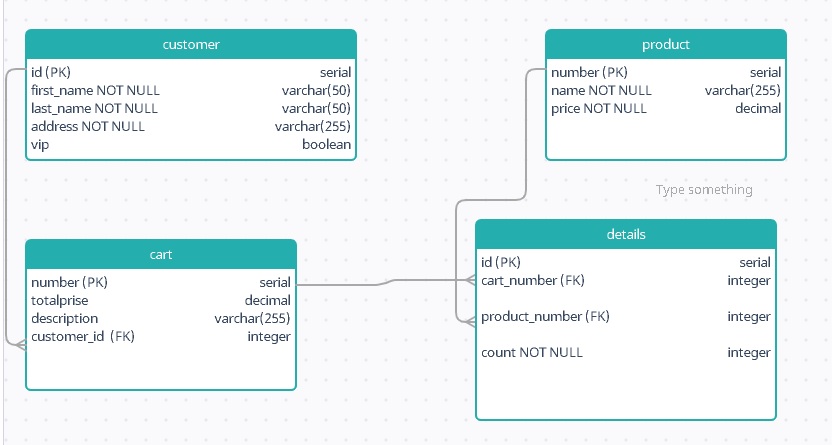 customer
id (PK) serial
first_name NOT NULL varchar(50)
last_name NOT NULL varchar(50)
address NOT NULL varchar(255)
vip boolean
product
number (PK) serial
name NOT NULL varchar(255)
price NOT NULL decimal
Type something
cart
number (PK) serial
totalprise decimal
description varchar(255)
customer_id (FK) integer
details
id (PK) serial
cart_number (FK) integer
product_number (FK) integer
count NOT NULL integer